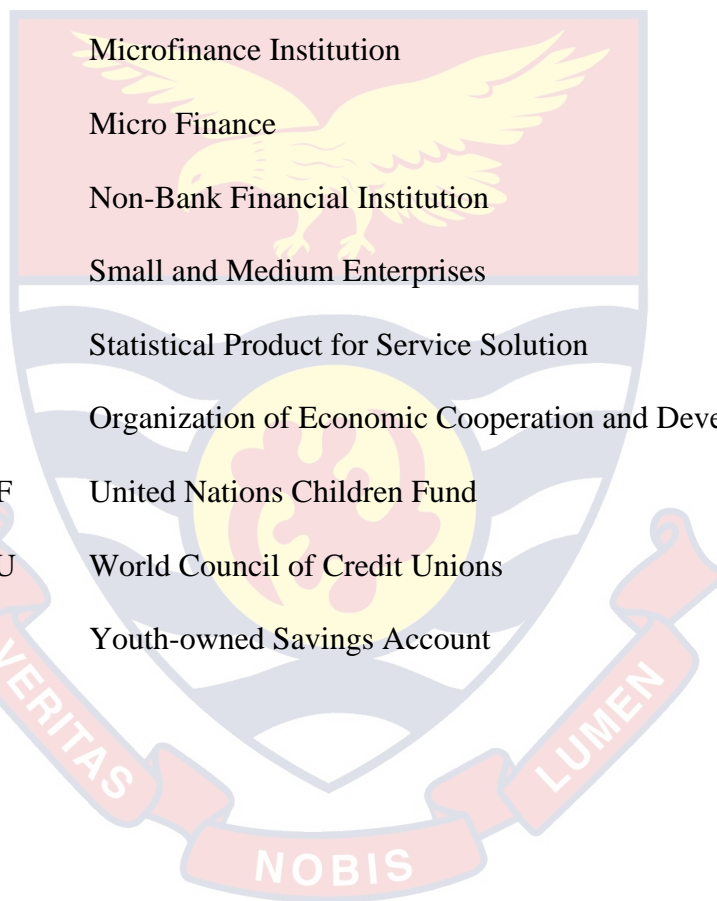 Microfinance Institution
Micro Finance
Non-Bank Financial Institution
Small and Medium Enterprises
Statistical Product for Service Solution
Organization of Economic Cooperation and Deve
F United Nations Children Fund
U World Council of Credit Unions
Youth-owned Savings Account
VERITAS
NOBIS
LUMEN